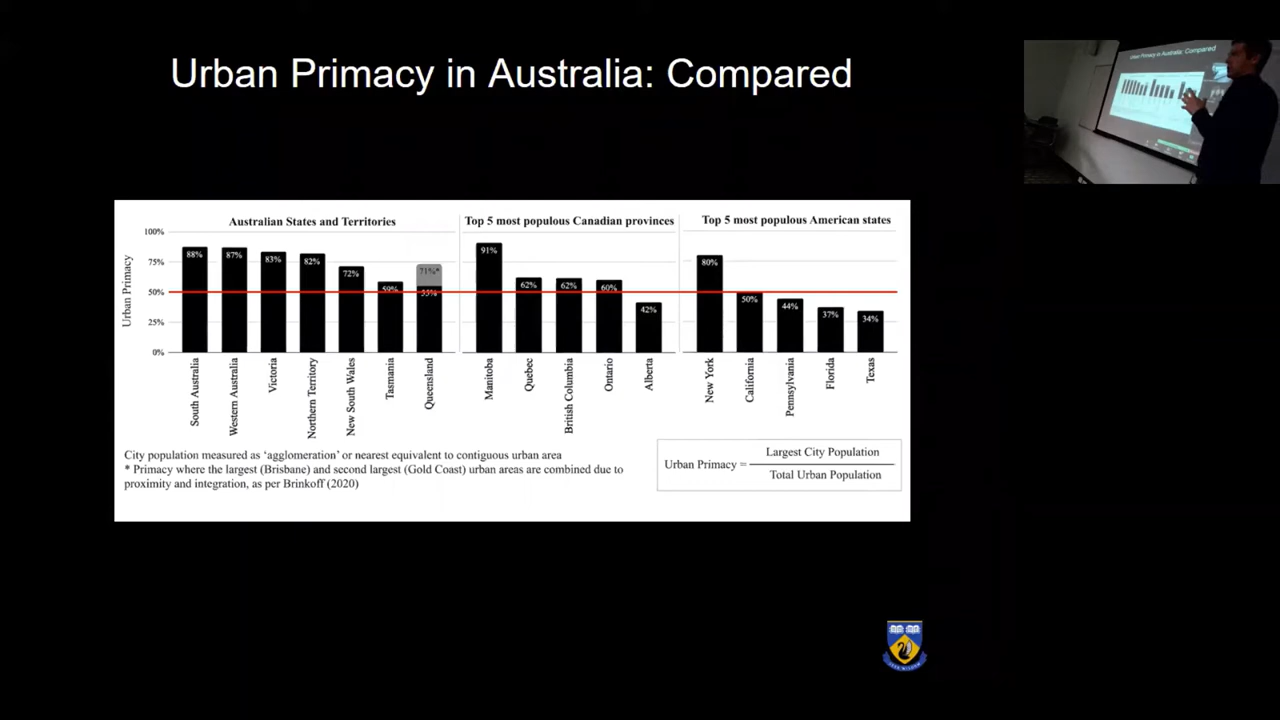 Urban Primacy in Australia: Compared
Urban Primacy in Australia: Compared
Australian States and Territories
Top 5 most populous Canadian provinces
Top 5 most populous American states
Urban Primacy
100%
75%
50%
25%
0%
88%
87%
83%
82%
72%
59%
71%*
55%
91%
62%
62%
60%
42%
80%
50%
44%
37%
34%
South Australia
Western Australia
Victoria
Northern Territory
New South Wales
Tasmania
Queensland
Manitoba
Quebec
British Columbia
Ontario
Alberta
New York
California
Pennsylvania
Florida
Texas
City population measured as ‘agglomeration’ or nearest equivalent to contiguous urban area
* Primacy where the largest (Brisbane) and second largest (Gold Coast) urban areas are combined due to
proximity and integration, as per Brinkoff (2020)
Urban Primacy =
Largest City Population
Total Urban Population